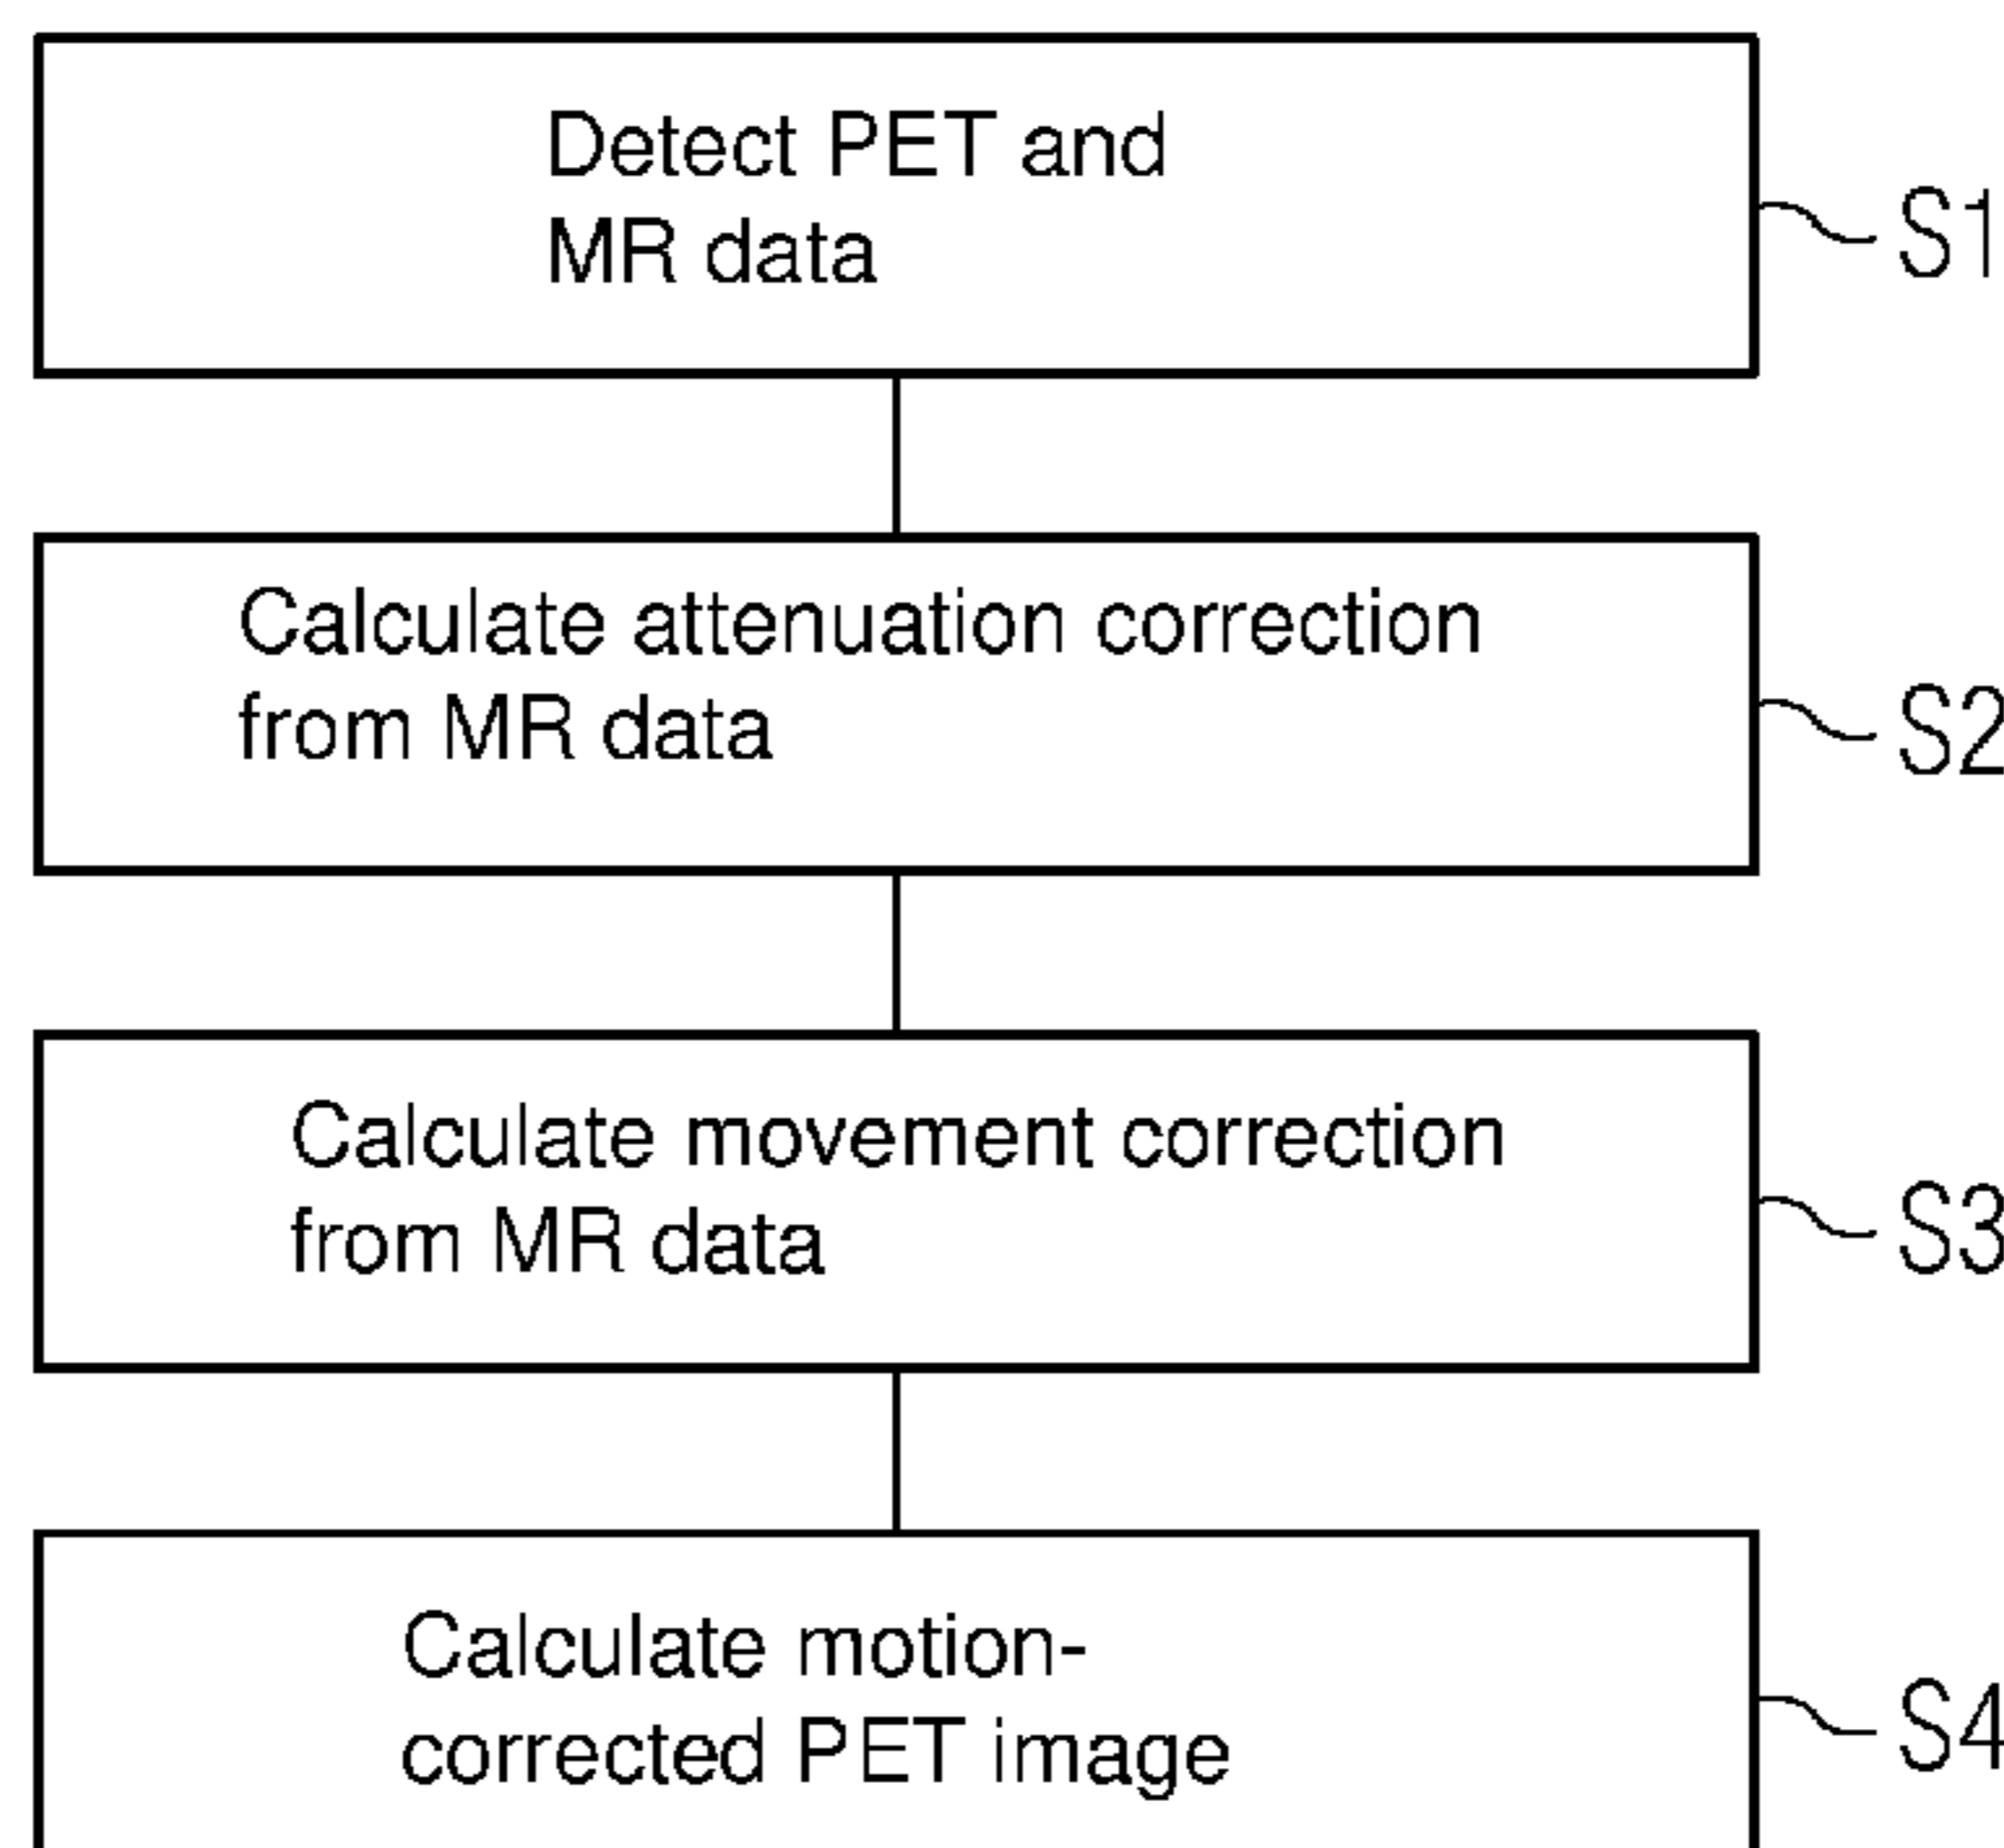 Detect PET and
MR data
S1
Calculate attenuation correction
from MR data
S2
Calculate movement correction
from MR data
S3
Calculate motion-
corrected PET image
S4